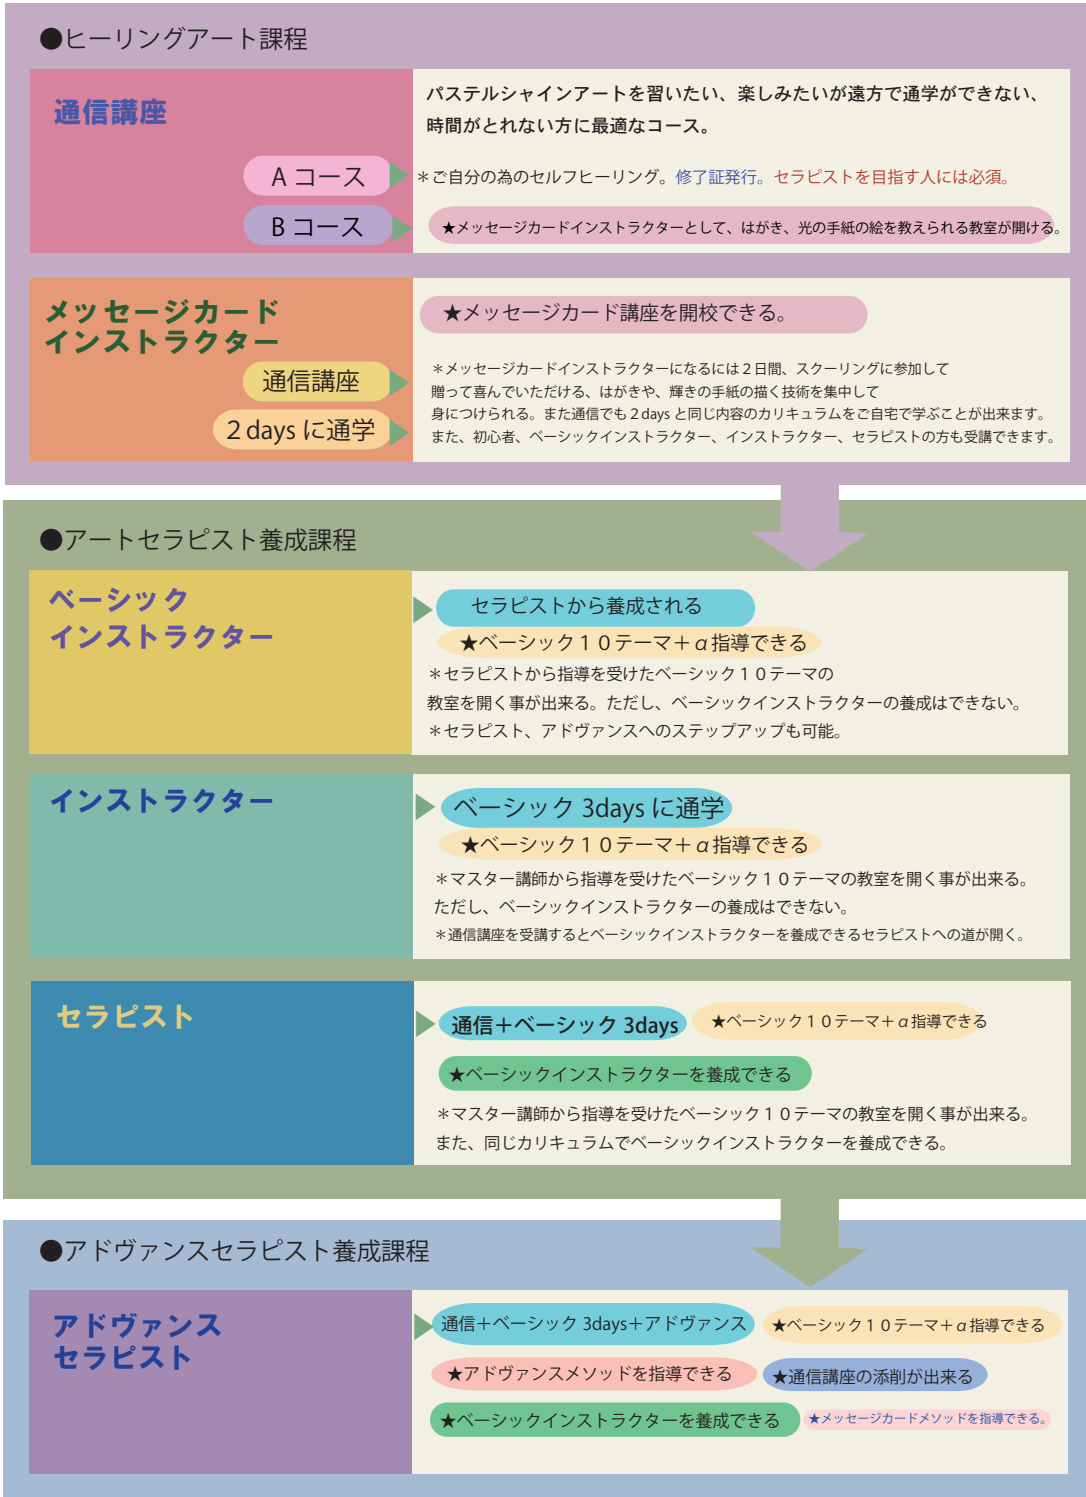 ●ヒーリングアート課程
通信講座
パステルシャインアートを習いたい、楽しみたいが遠方で通学ができない、
時間がとれない方に最適なコース。
A コース
＊ご自分の為のセルフヒーリング。修了証発行。セラピストを目指す人には必須。
B コース
★メッセージカードインストラクターとして、はがき、光の手紙の絵を教えられる教室が開ける。
メッセージカード
インストラクター
通信講座
２days に通学
★メッセージカード講座を開校できる。
＊メッセージカードインストラクターになるには２日間、スクーリングに参加して
贈って喜んでいただける、はがきや、輝きの手紙の描く技術を集中して
身につけられる。また通信でも２days と同じ内容のカリキュラムをご自宅で学ぶことが出来ます。
また、初心者、ベーシックインストラクター、インストラクター、セラピストの方も受講できます。
●アートセラピスト養成課程
ベーシック
インストラクター
セラピストから養成される
★ベーシック１０テーマ＋α指導できる
＊セラピストから指導を受けたベーシック１０テーマの
教室を開く事が出来る。ただし、ベーシックインストラクターの養成はできない。
＊セラピスト、アドヴァンスへのステップアップも可能。
インストラクター
ベーシック 3days に通学
★ベーシック１０テーマ＋α指導できる
＊マスター講師から指導を受けたベーシック１０テーマの教室を開く事が出来る。
ただし、ベーシックインストラクターの養成はできない。
＊通信講座を受講するとベーシックインストラクターを養成できるセラピストへの道が開く。
セラピスト
通信＋ベーシック 3days
★ベーシック１０テーマ＋α指導できる
★ベーシックインストラクターを養成できる
＊マスター講師から指導を受けたベーシック１０テーマの教室を開く事が出来る。
また、同じカリキュラムでベーシックインストラクターを養成できる。
●アドヴァンスセラピスト養成課程
アドヴァンス
セラピスト
通信＋ベーシック 3days+アドヴァンス
★ベーシック１０テーマ＋α指導できる
★アドヴァンスメソッドを指導できる
★通信講座の添削が出来る
★ベーシックインストラクターを養成できる
★メッセージカードメソッドを指導できる。